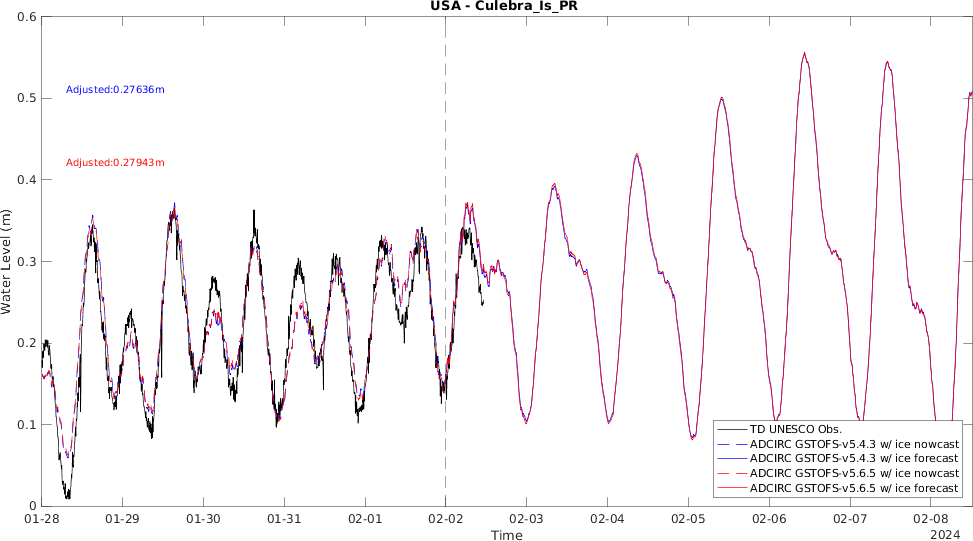 USA - Culebra_Is_PR
0.6
0.5
0.4
0.3
0.2
0.1
0
Water Level (m)
Adjusted:0.27636m
Adjusted:0.27943m
TD UNESCO Obs.
ADCIRC GSTOFS-v5.4.3 w/ ice nowcast
ADCIRC GSTOFS-v5.4.3 w/ ice forecast
ADCIRC GSTOFS-v5.6.5 w/ ice nowcast
ADCIRC GSTOFS-v5.6.5 w/ ice forecast
01-28 01-29 01-30 01-31 02-01 02-02 02-03 02-04 02-05 02-06 02-07 02-08
Time
2024